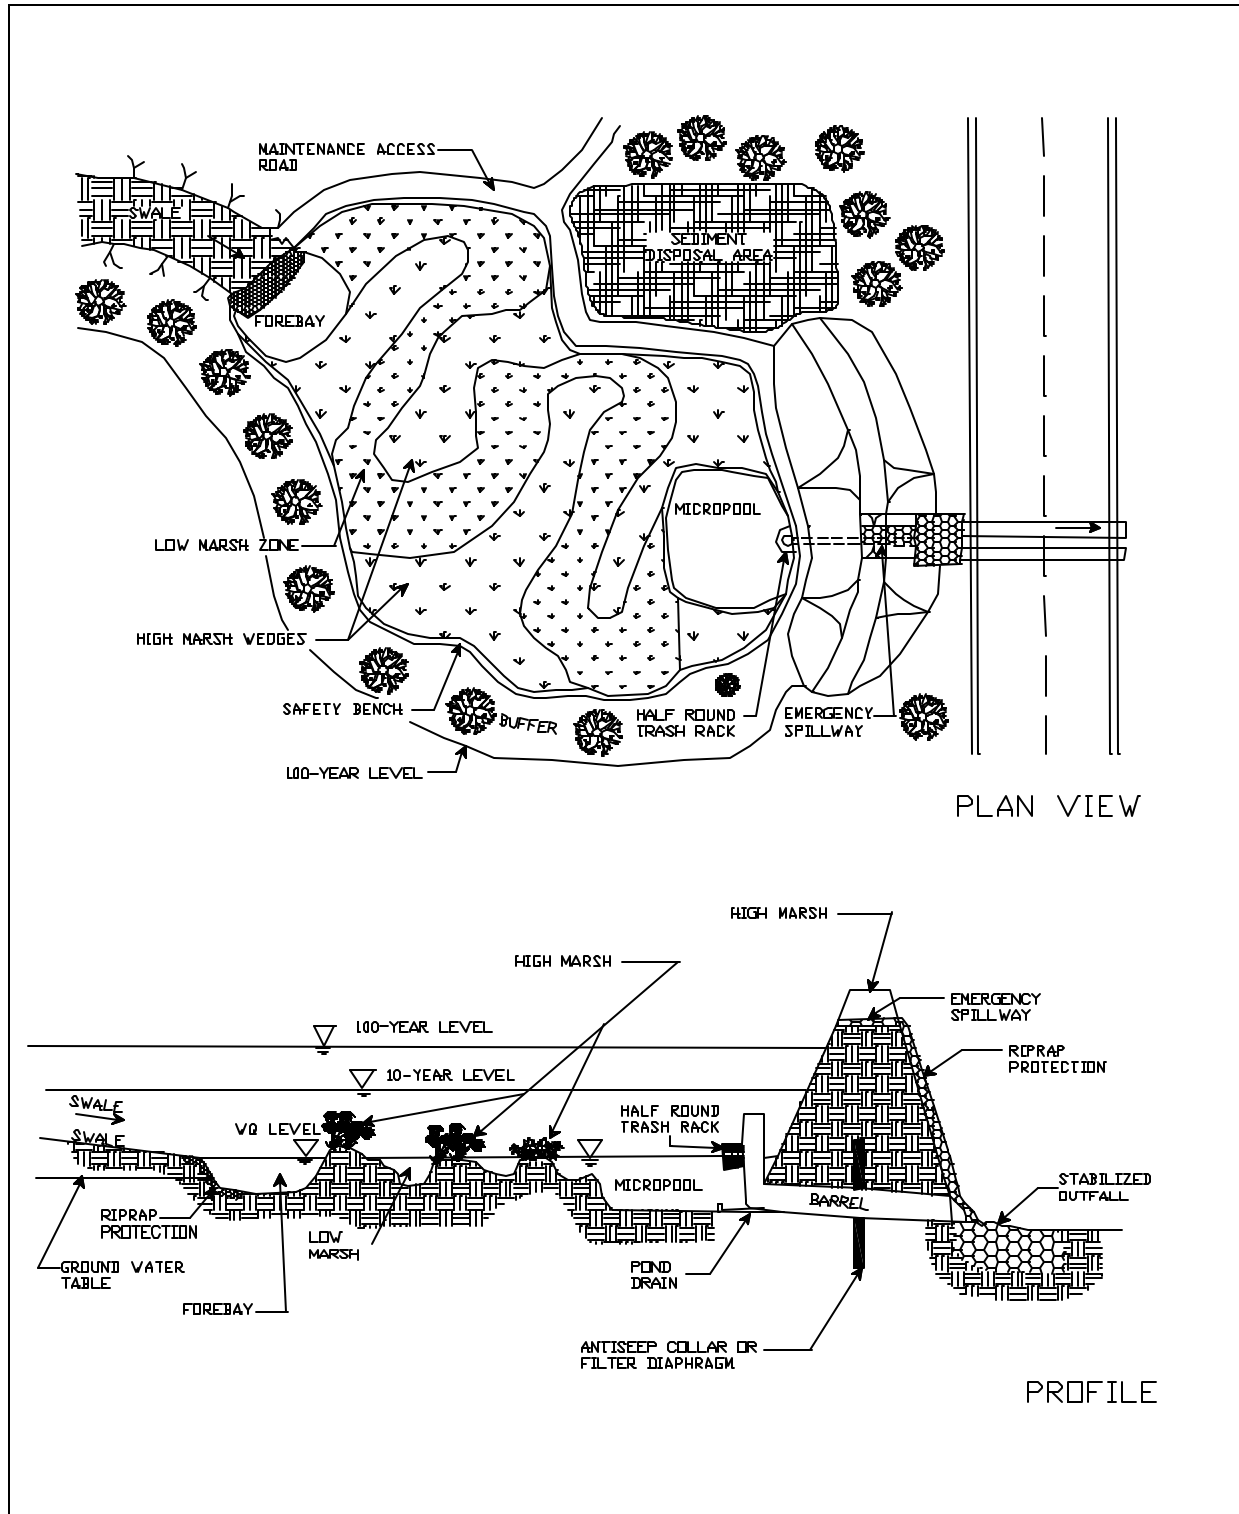 MAINTENANCE ACCESS
ROAD
SWALE
SEDIMENT
DISPOSAL AREA
FOREBAY
MICROPOOL
LOW MARSH ZONE
HIGH MARSH WEDGES
SAFETY BENCH
BUFFER
HALF ROUND
TRASH RACK
EMERGENCY
SPILLWAY
100-YEAR LEVEL
PLAN VIEW
HIGH MARSH
HIGH MARSH
EMERGENCY
SPILLWAY
100-YEAR LEVEL
RIPRAP
PROTECTION
10-YEAR LEVEL
SWALE
HALF ROUND
TRASH RACK
WQ LEVEL
SWALE
MICROPOOL
BARREL
STABILIZED
OUTFALL
RIPRAP
PROTECTION
LOW
MARSH
GROUND WATER
TABLE
POND
DRAIN
FOREBAY
ANTISEEP COLLAR OR
FILTER DIAPHRAGM
PROFILE